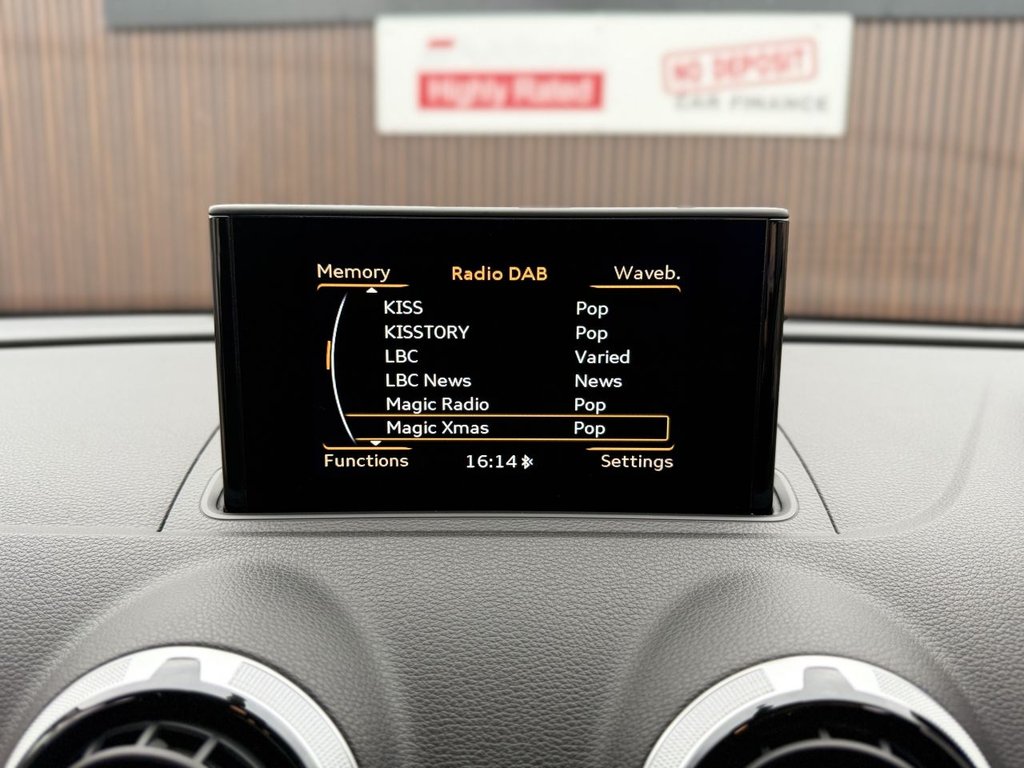 Highly Rated
NO DEPOSIT
CAR FINANCE
Memory Radio DAB Waveb.
KISS Pop
KISSTORY Pop
LBC Varied
LBC News News
Magic Radio Pop
Magic Xmas Pop
Functions 16:14 Settings